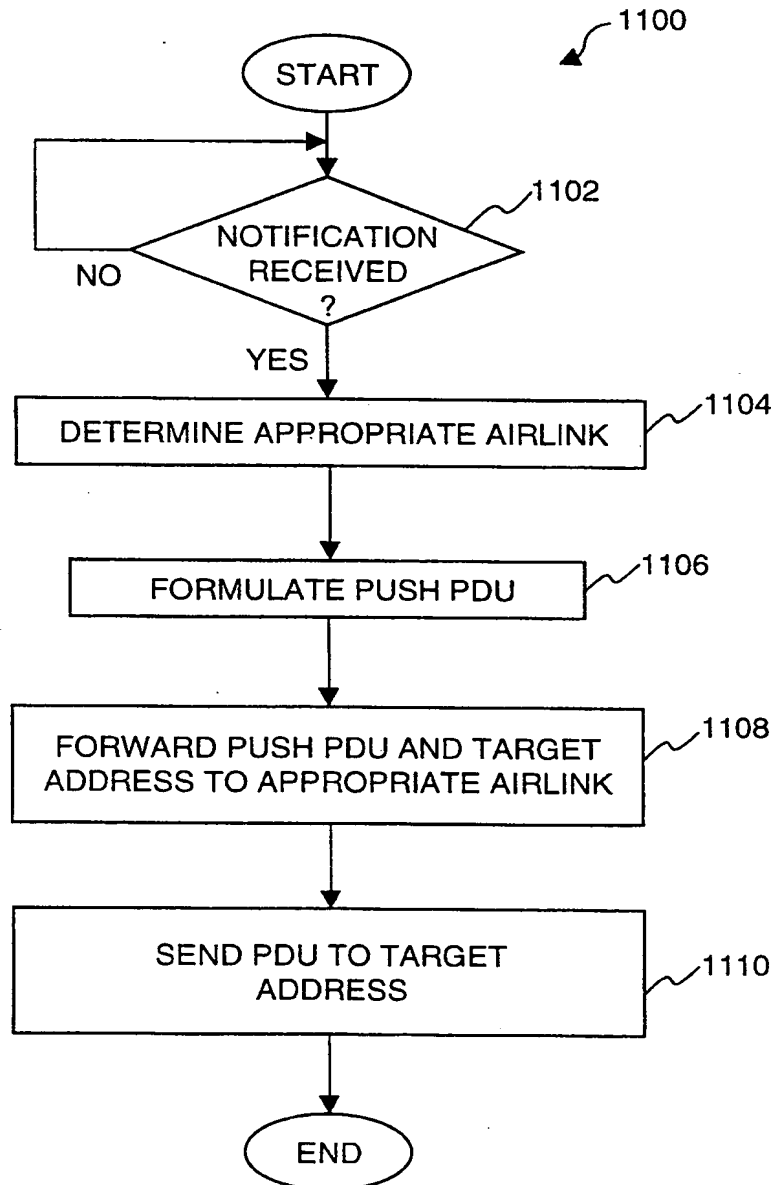 1100
START
1102
NOTIFICATION
RECEIVED
?
NO
YES
1104
DETERMINE APPROPRIATE AIRLINK
1106
FORMULATE PUSH PDU
1108
FORWARD PUSH PDU AND TARGET
ADDRESS TO APPROPRIATE AIRLINK
SEND PDU TO TARGET
ADDRESS
1110
END